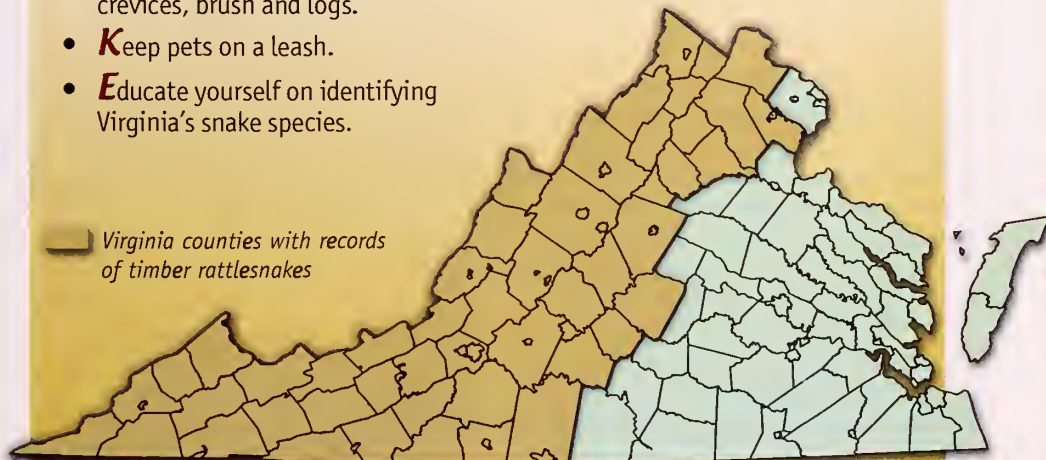 crevices, brush and logs.
• Keep pets on a leash.
• Educate yourself on identifying
Virginia's snake species.
Virginia counties with records
of timber rattlesnakes